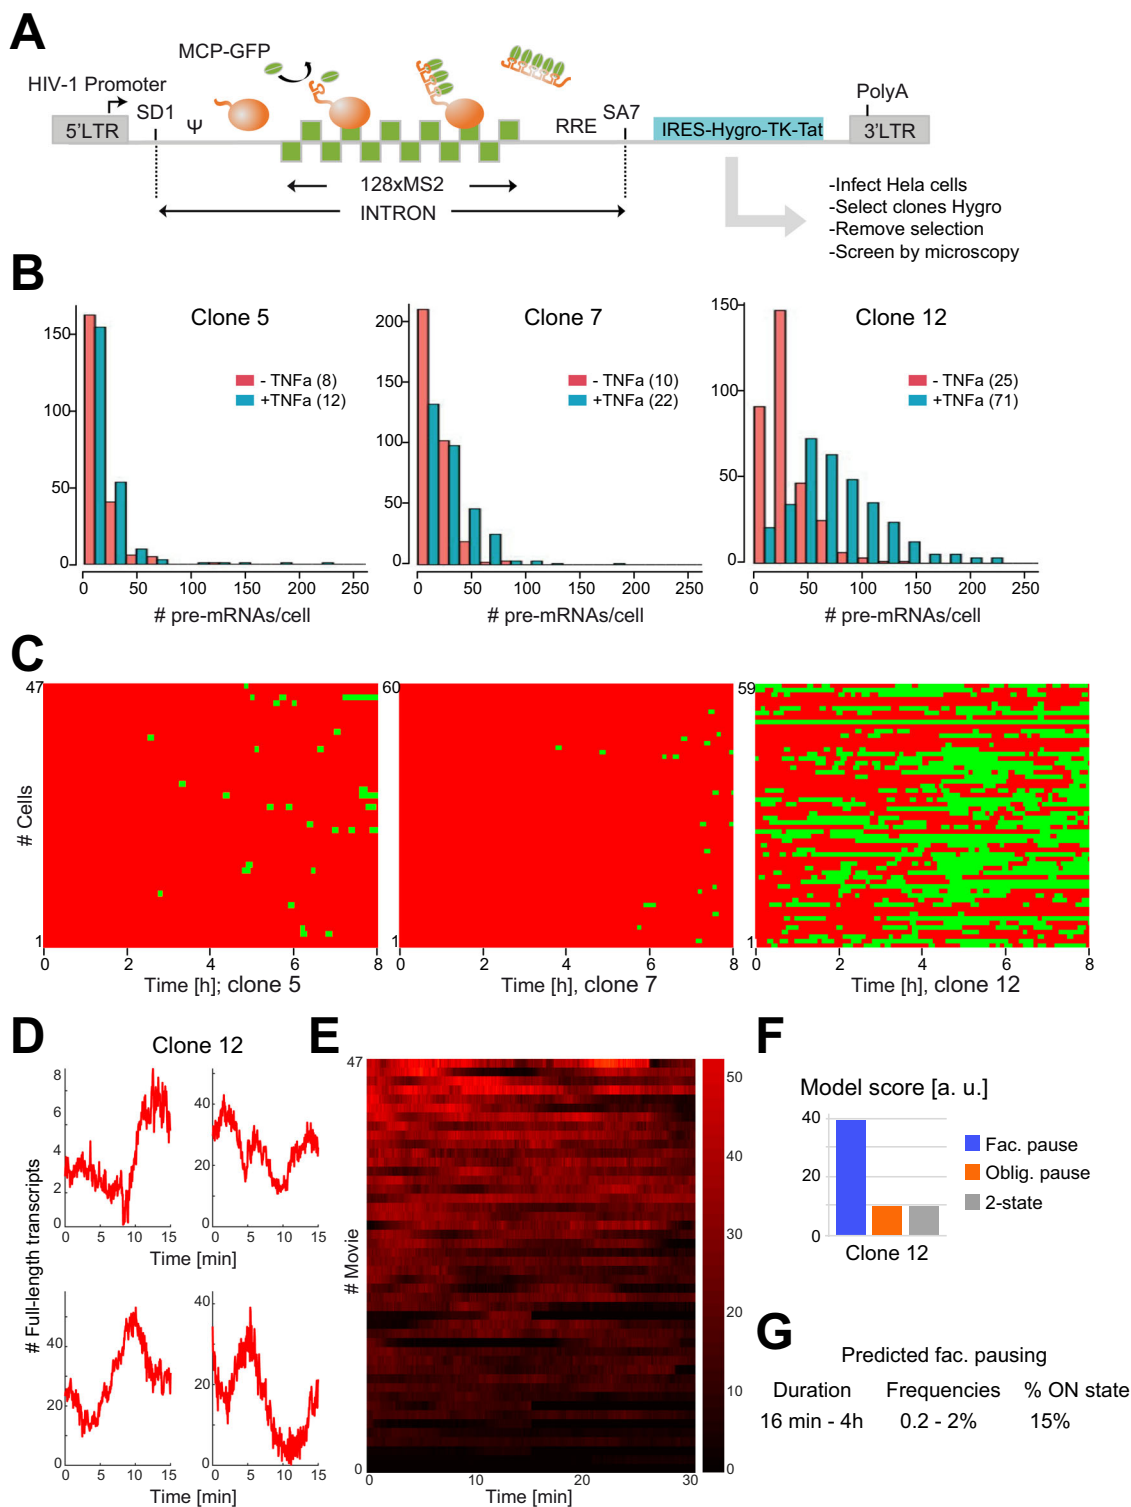 A
MCP-GFP
HIV-1 Promoter
SD1
Ψ
5'LTR
RRE
SA7
IRES-Hygro-TK-Tat
PolyA
3'LTR
128xMS2
INTRON
-Infect Hela cells
-Select clones Hygro
-Remove selection
-Screen by microscopy
B
Clone 5
- TNFa (8)
+TNFa (12)
150
100
50
0
0 50 100 150 200 250
# pre-mRNAs/cell
Clone 7
- TNFa (10)
+TNFa (22)
200
150
100
50
0
0 50 100 150 200 250
# pre-mRNAs/cell
Clone 12
- TNFa (25)
+TNFa (71)
150
100
50
0
0 50 100 150 200 250
# pre-mRNAs/cell
C
# Cells
47
1
0 2 4 6 8
Time [h]; clone 5
60
1
0 2 4 6 8
Time [h], clone 7
59
1
0 2 4 6 8
Time [h], clone 12
D
Clone 12
# Full-length transcripts
8
6
4
2
0
0 5 10 15
Time [min]
40
20
0
0 5 10 15
40
20
0
0 5 10 15
Time [min]
40
20
0
0 5 10 15
Time [min]
E
# Movie
47
0
0 10 20 30
Time [min]
50
40
30
20
10
0
F
Model score [a. u.]
40
20
0
Clone 12
Fac. pause
Oblig. pause
2-state
G
Predicted fac. pausing
Duration Frequencies % ON state
16 min - 4h 0.2 - 2% 15%